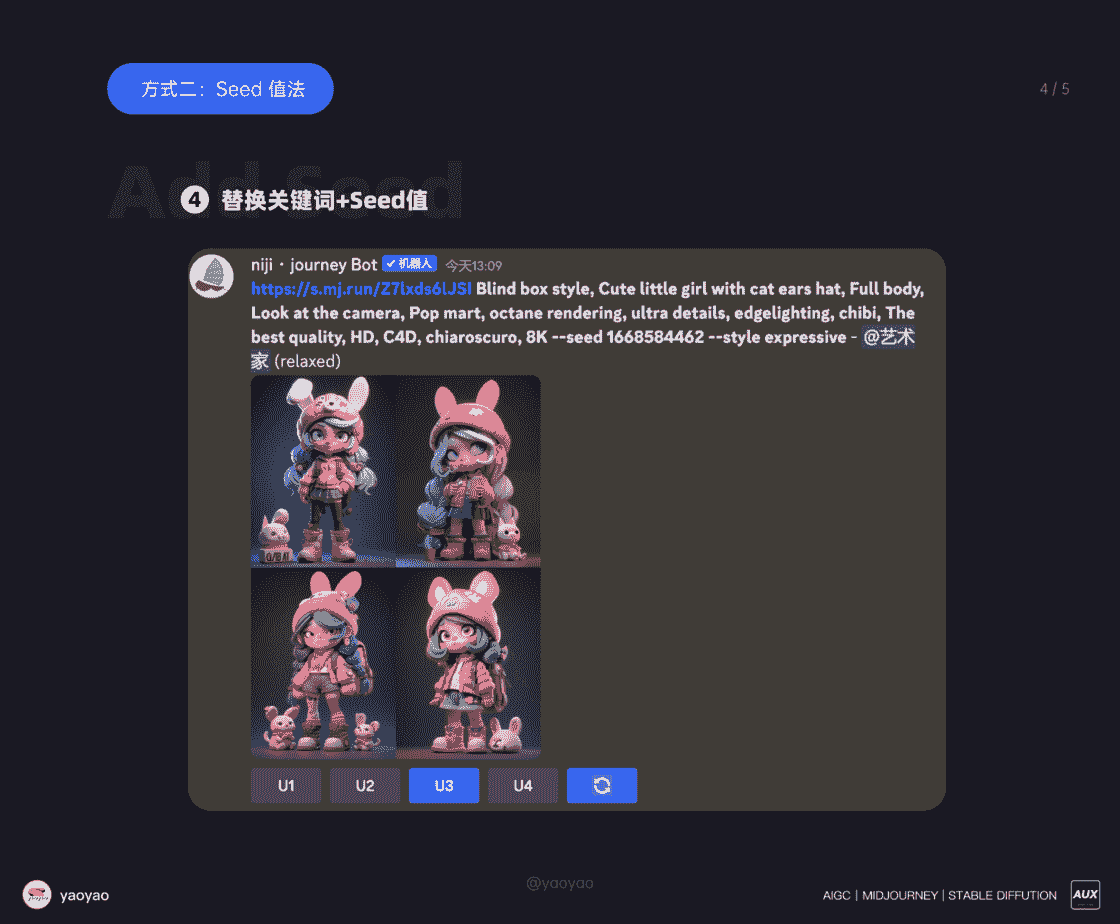 方式二：Seed 值法
4 / 5
Add Seed
4 替换关键词+Seed值
niji · journey Bot ✓ 机器人 今天13:09
https://s.mj.run/Z7lxds6lJSI Blind box style, Cute little girl with cat ears hat, Full body,
Look at the camera, Pop mart, octane rendering, ultra details, edgelighting, chibi, The
best quality, HD, C4D, chiaroscuro, 8K --seed 1668584462 --style expressive - @艺术
家 (relaxed)
U1 U2 U3 U4
yaoyao
@yaoyao
AIGC | MIDJOURNEY | STABLE DIFFUTION AUX